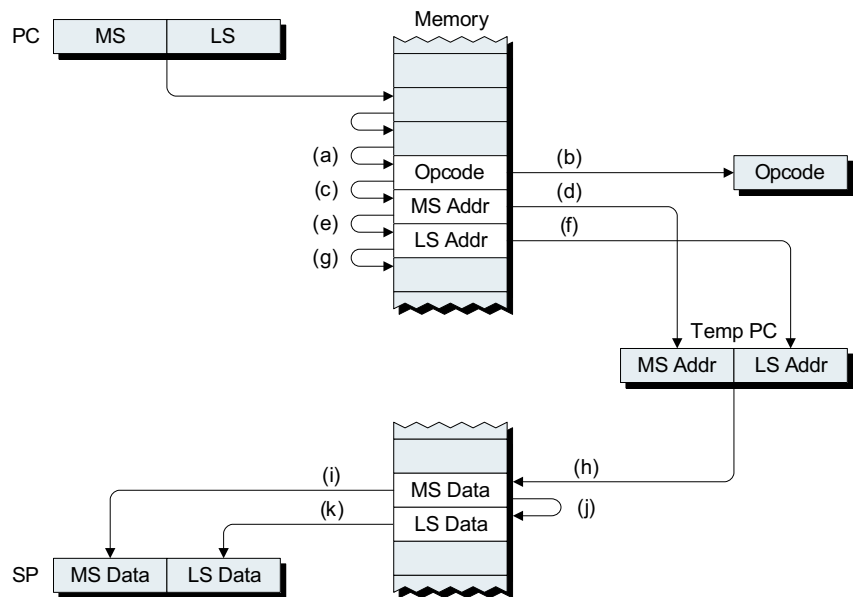 Memory
PC MS LS
(a) (b)
Opcode Opcode
(c) (d)
MS Addr
(e) (f)
LS Addr
(g)
Temp PC
MS Addr LS Addr
(i) (h)
MS Data
(k) (j)
LS Data
SP MS Data LS Data